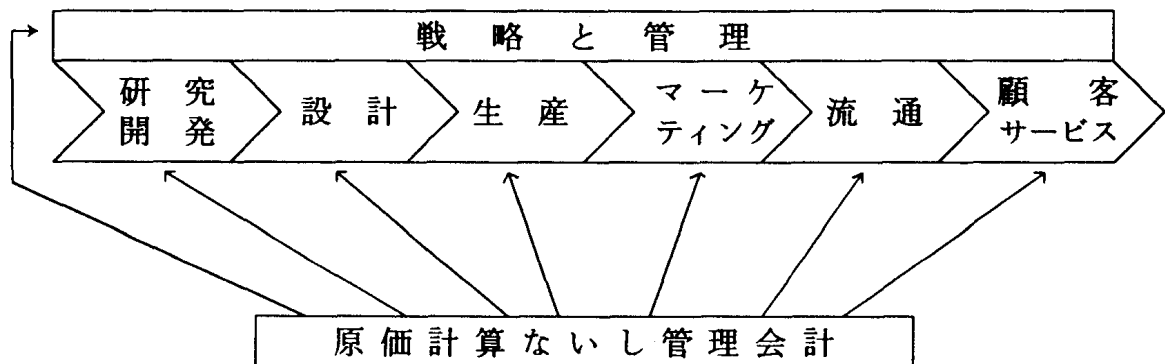 戦略と管理
研究
開発
設計
生産
マーケ
ティング
流通
顧客
サービス
原価計算ないし管理会計